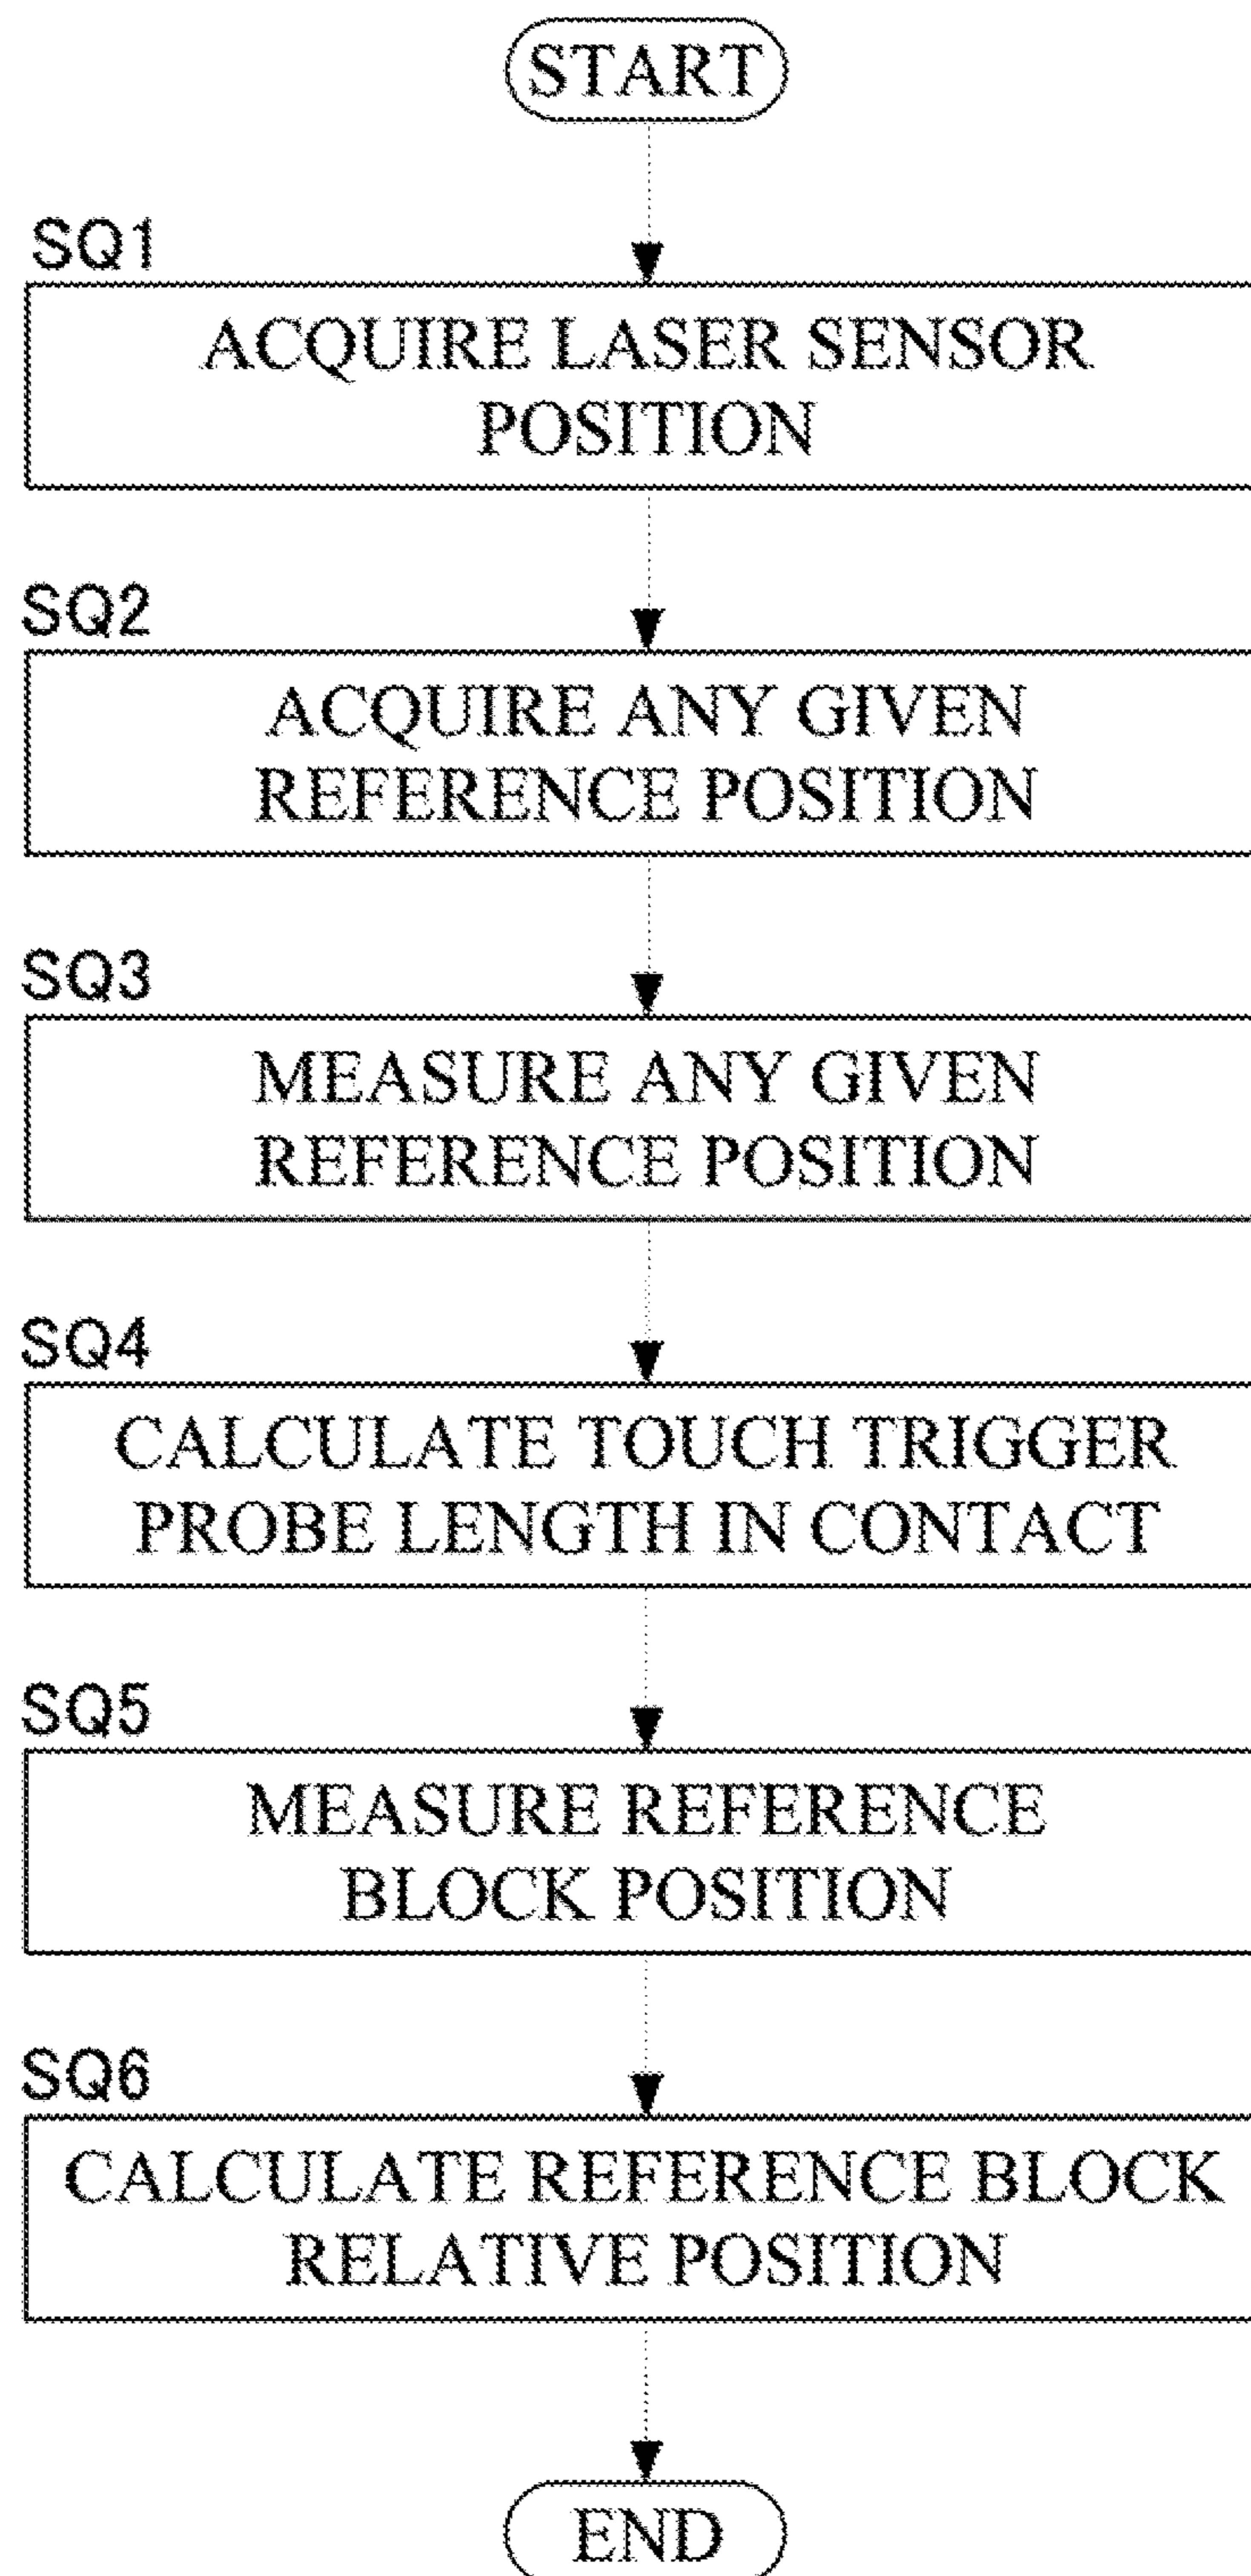 START
SQ1
ACQUIRE LASER SENSOR
POSITION
SQ2
ACQUIRE ANY GIVEN
REFERENCE POSITION
SQ3
MEASURE ANY GIVEN
REFERENCE POSITION
SQ4
CALCULATE TOUCH TRIGGER
PROBE LENGTH IN CONTACT
SQ5
MEASURE REFERENCE
BLOCK POSITION
SQ6
CALCULATE REFERENCE BLOCK
RELATIVE POSITION
END